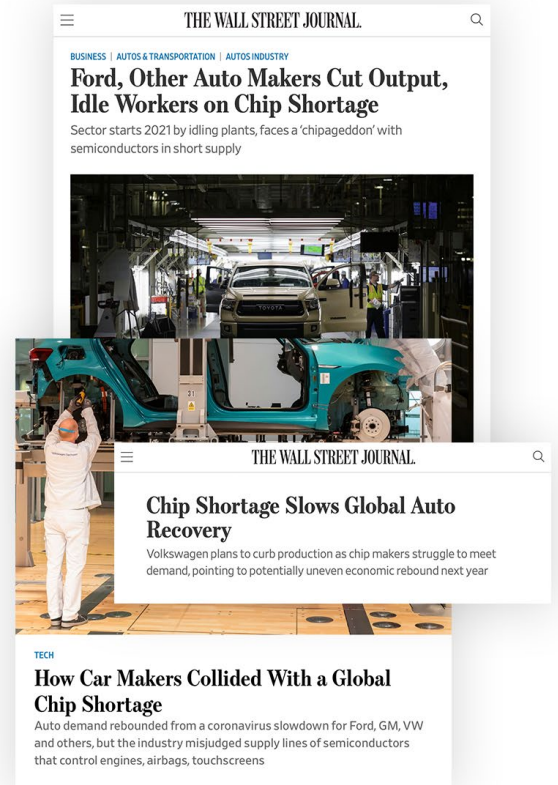 THE WALL STREET JOURNAL.
BUSINESS | AUTOS & TRANSPORTATION | AUTOS INDUSTRY
Ford, Other Auto Makers Cut Output,
Idle Workers on Chip Shortage
Sector starts 2021 by idling plants, faces a ‘chipageddon’ with
semiconductors in short supply
TOYOTA
31
THE WALL STREET JOURNAL.
Chip Shortage Slows Global Auto
Recovery
Volkswagen plans to curb production as chip makers struggle to meet
demand, pointing to potentially uneven economic rebound next year
TECH
How Car Makers Collided With a Global
Chip Shortage
Auto demand rebounded from a coronavirus slowdown for Ford, GM, VW
and others, but the industry misjudged supply lines of semiconductors
that control engines, airbags, touchscreens